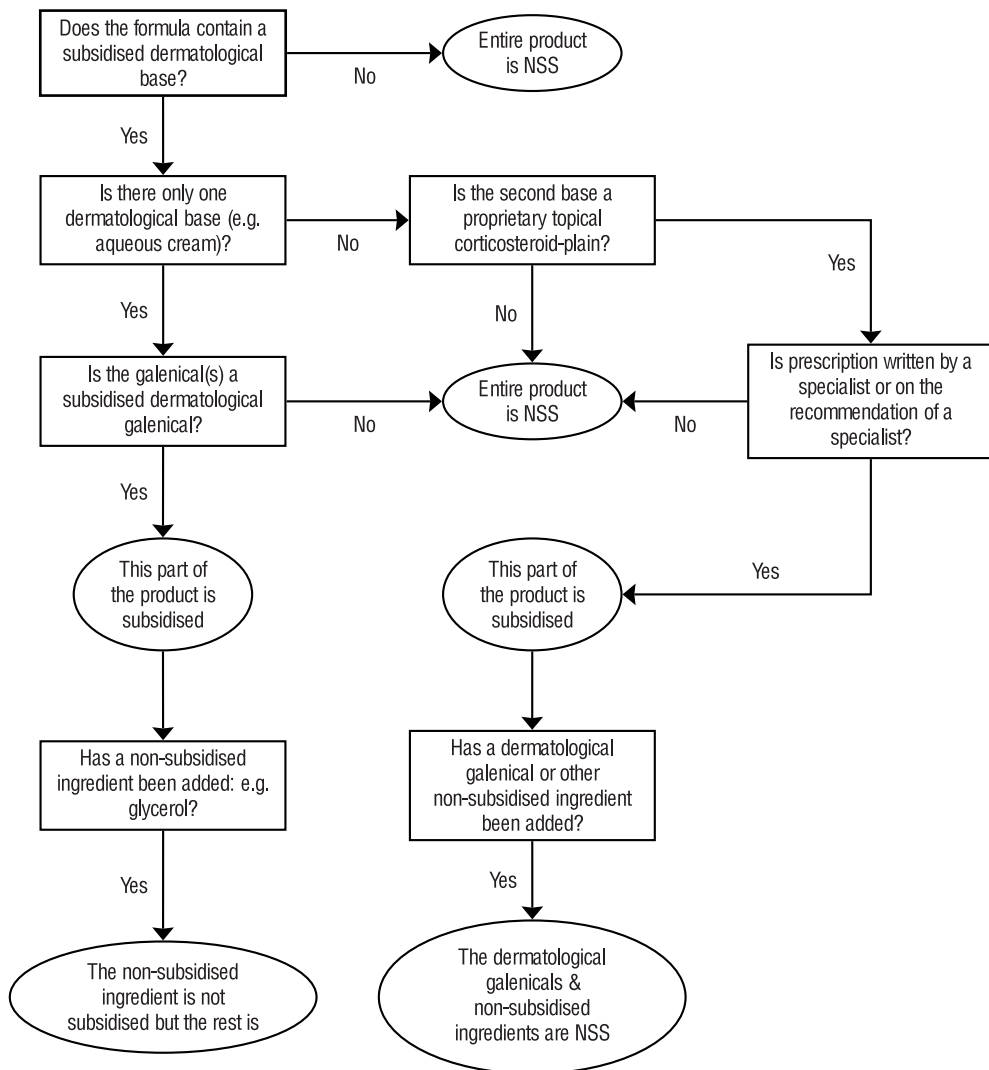 Does the formula contain a
subsidised dermatological
base?
No
Entire product
is NSS
Yes
Is there only one
dermatological base (e.g.
aqueous cream)?
No
Is the second base a
proprietary topical
corticosteroid-plain?
Yes
Yes
No
Is the galenical(s) a
subsidised dermatological
galenical?
No
Entire product
is NSS
No
Is prescription written by a
specialist or on the
recommendation of a
specialist?
Yes
Yes
This part of
the product is
subsidised
This part of
the product is
subsidised
Has a non-subsidised
ingredient been added: e.g.
glycerol?
Has a dermatological
galenical or other
non-subsidised ingredient
been added?
Yes
Yes
The non-subsidised
ingredient is not
subsidised but the rest is
The dermatological
galenicals &
non-subsidised
ingredients are NSS